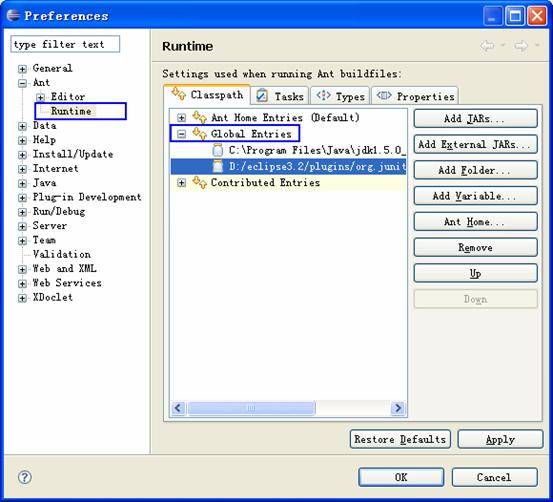 Preferences
type filter text
General
Ant
Editor
Runtime
Data
Help
Install/Update
Internet
Java
Plug-in Development
Run/Debug
Server
Team
Validation
Web and XML
Web Services
XDoclet
Runtime
Settings used when running Ant buildfiles:
Classpath Tasks Types Properties
Ant Home Entries (Default)
Global Entries
C:\Program Files\Java\jdk1.5.0_
D:/eclipse3.2/plugins/org.junit
Contributed Entries
Add JARs...
Add External JARs...
Add Folder...
Add Variable...
Ant Home...
Remove
Up
Down
Restore Defaults Apply
OK Cancel